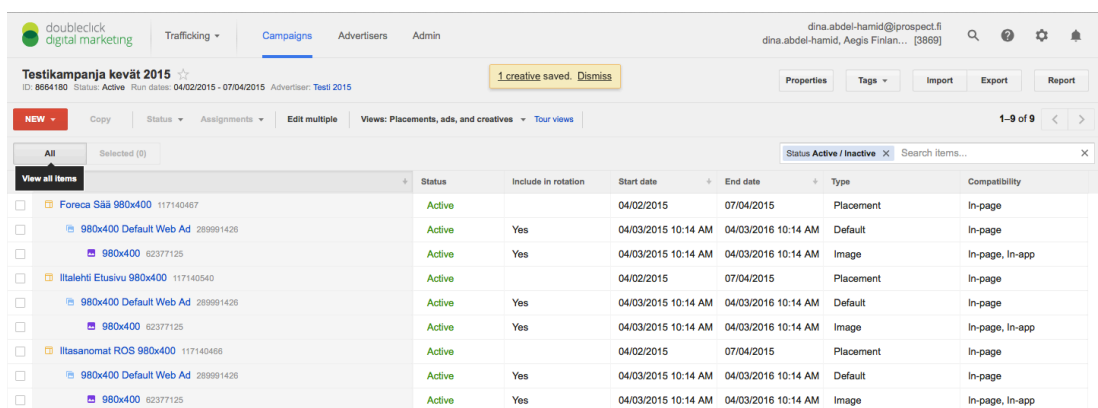 doubleclick
digital marketing
Trafficking
Campaigns
Advertisers
Admin
dina.abdel-hamid@iprospect.fi
dina.abdel-hamid, Aegis Finlan... [3869]
Testikampanja kevät 2015
ID: 8664180 Status: Active Run dates: 04/02/2015 - 07/04/2015 Advertiser: Testi 2015
1 creative saved. Dismiss
Properties
Tags
Import
Export
Report
NEW
Copy
Status
Assignments
Edit multiple
Views: Placements, ads, and creatives
Tour views
1–9 of 9
All
Selected (0)
Status Active / Inactive X
Search items...
View all items
Status Include in rotation Start date End date Type Compatibility
Foreca Sää 980x400 117140467 Active 04/02/2015 07/04/2015 Placement In-page
980x400 Default Web Ad 289991426 Active Yes 04/03/2015 10:14 AM 04/03/2016 10:14 AM Default In-page
980x400 62377125 Active Yes 04/03/2015 10:14 AM 04/03/2016 10:14 AM Image In-page, In-app
Iltalehti Etusivu 980x400 117140540 Active 04/02/2015 07/04/2015 Placement In-page
980x400 Default Web Ad 289991426 Active Yes 04/03/2015 10:14 AM 04/03/2016 10:14 AM Default In-page
980x400 62377125 Active Yes 04/03/2015 10:14 AM 04/03/2016 10:14 AM Image In-page, In-app
Iltasanomat ROS 980x400 117140466 Active 04/02/2015 07/04/2015 Placement In-page
980x400 Default Web Ad 289991426 Active Yes 04/03/2015 10:14 AM 04/03/2016 10:14 AM Default In-page
980x400 62377125 Active Yes 04/03/2015 10:14 AM 04/03/2016 10:14 AM Image In-page, In-app